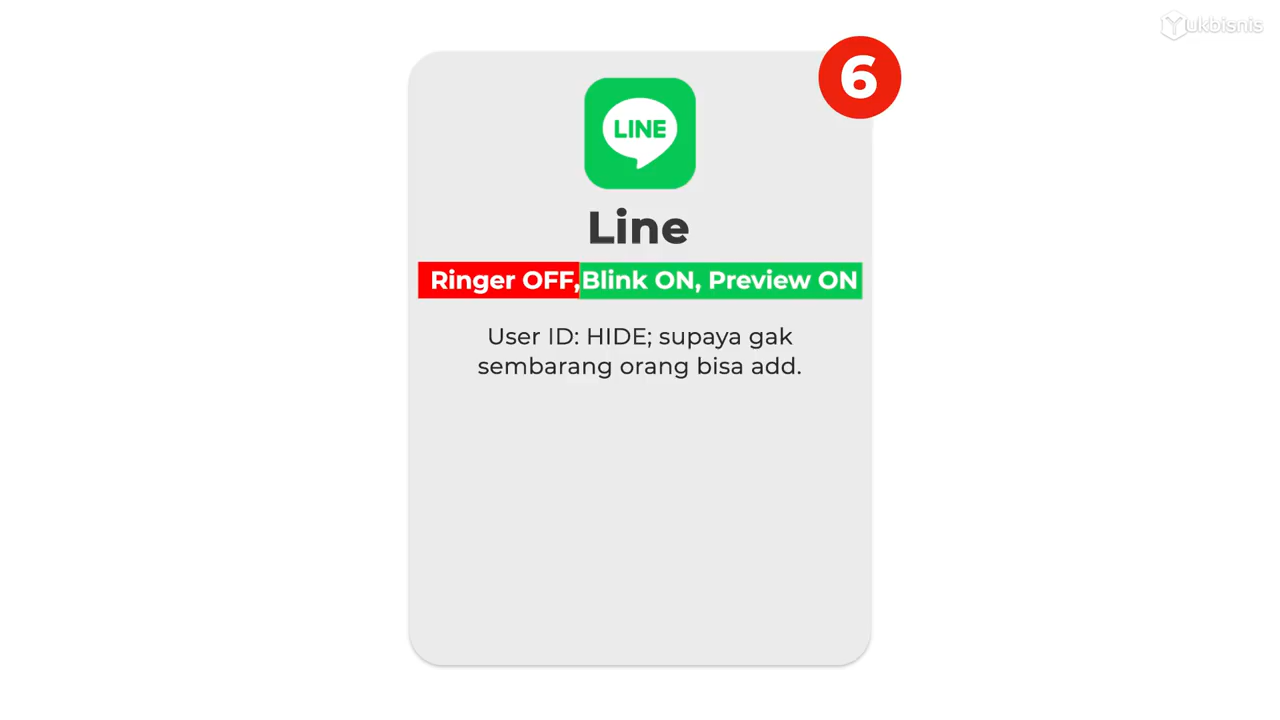 Yukbisnis
6
LINE
Line
Ringer OFF, Blink ON, Preview ON
User ID: HIDE; supaya gak
sembarang orang bisa add.